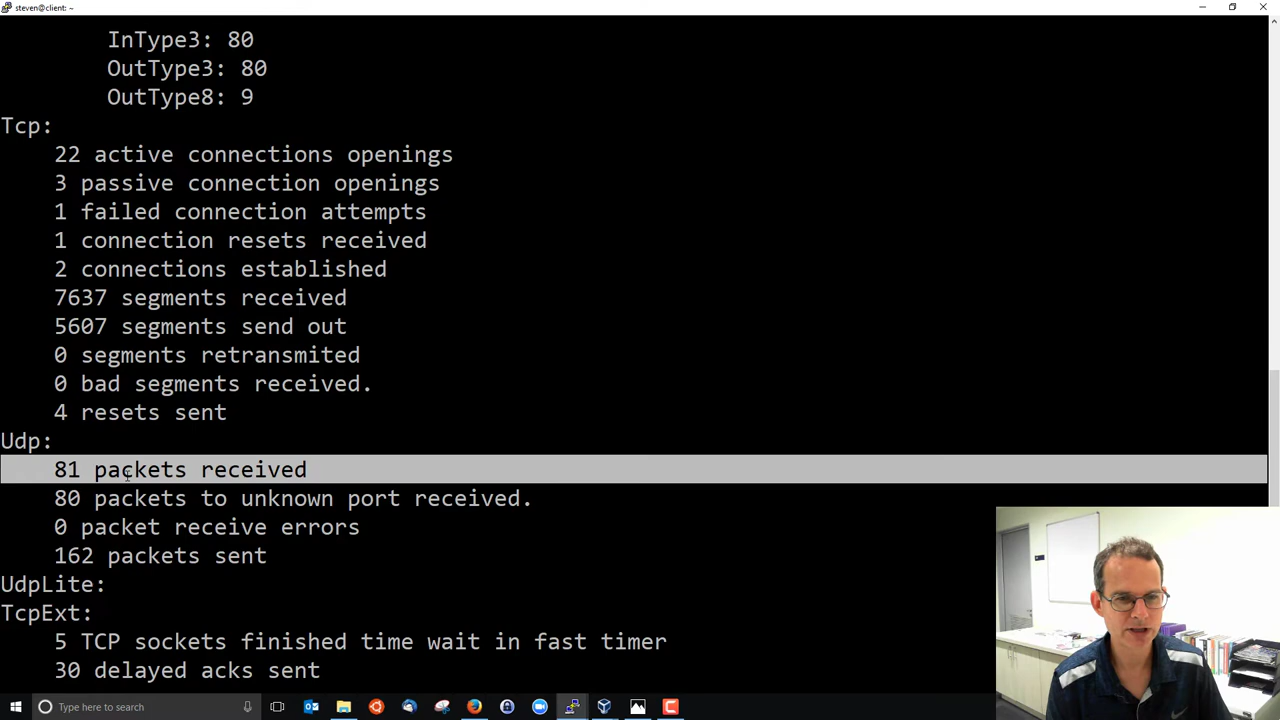 steven@client: ~
InType3: 80
OutType3: 80
OutType8: 9
Tcp:
22 active connections openings
3 passive connection openings
1 failed connection attempts
1 connection resets received
2 connections established
7637 segments received
5607 segments send out
0 segments retransmited
0 bad segments received.
4 resets sent
Udp:
81 packets received
80 packets to unknown port received.
0 packet receive errors
162 packets sent
UdpLite:
TcpExt:
5 TCP sockets finished time wait in fast timer
30 delayed acks sent
Type here to search